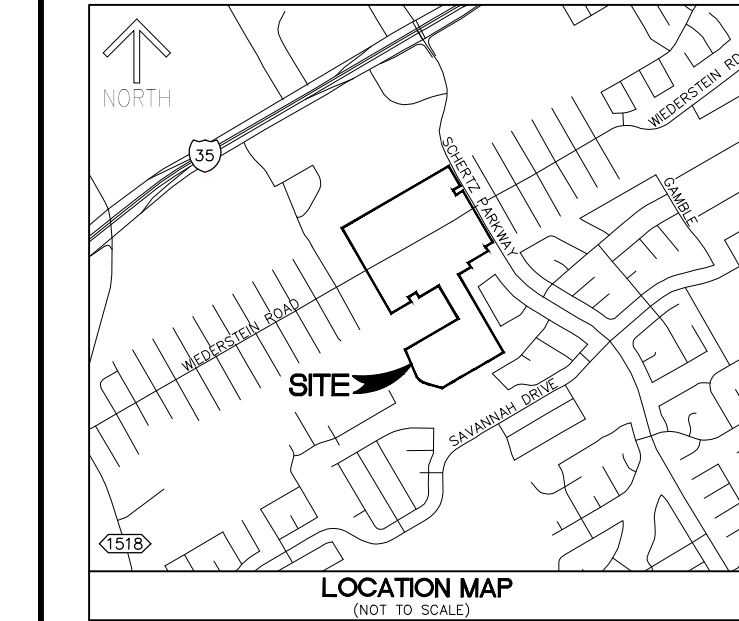 NORTH
35
SCHERTZ PARKWAY
WIEDERSTEIN RD
GAMBLE
WIEDERSTEIN ROAD
SITE
SAVANNAH DRIVE
1518
LOCATION MAP
(NOT TO SCALE)